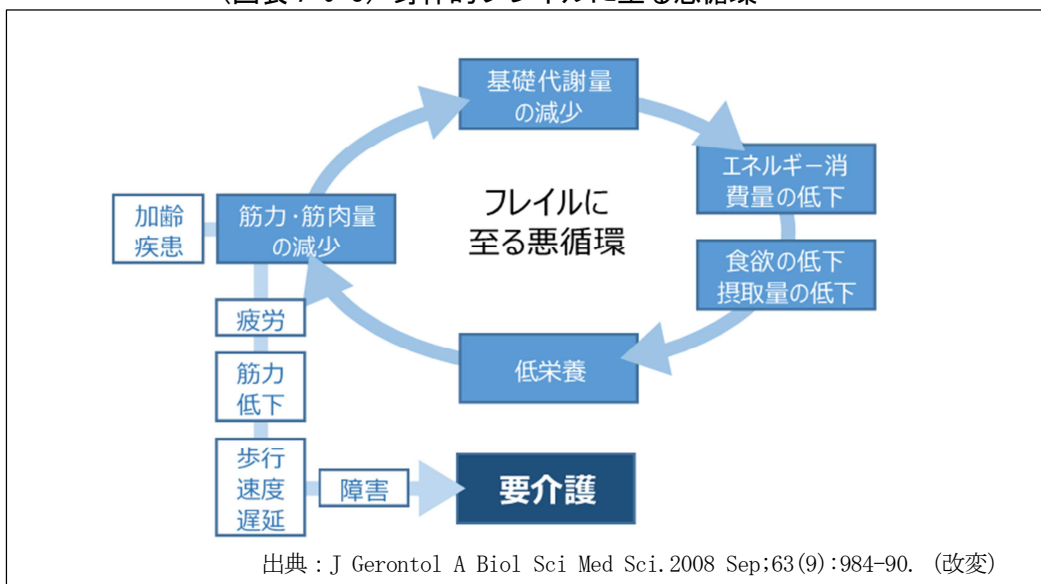 基礎代謝量
の減少
エネルギー消
費量の低下
フレイルに
至る悪循環
加齢
疾患
筋力・筋肉量
の減少
食欲の低下
摂取量の低下
疲労
低栄養
筋力
低下
歩行
速度
遅延
障害
要介護
出典：J Gerontol A Biol Sci Med Sci.2008 Sep;63(9):984-90. (改変)